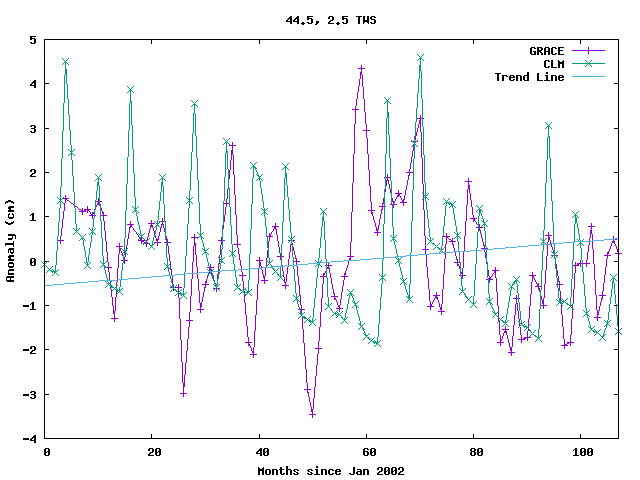 44.5, 2.5 TWS
GRACE
CLM
Trend Line
5
4
3
2
1
0
-1
-2
-3
-4
Anomaly (cm)
0 20 40 60 80 100
Months since Jan 2002